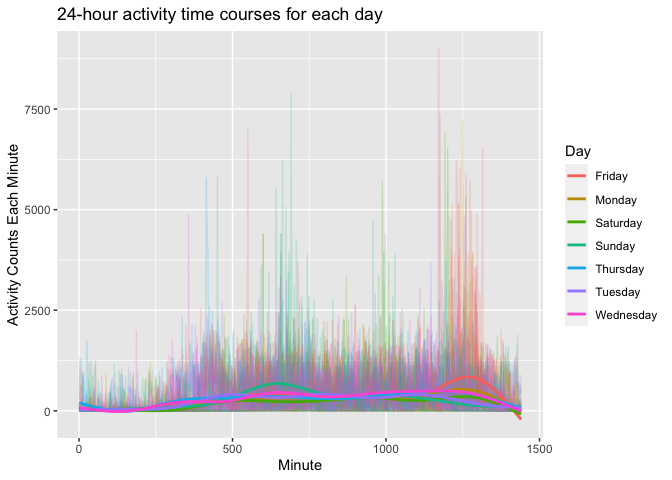 24-hour activity time courses for each day
Activity Counts Each Minute
7500
5000
2500
0
0 500 1000 1500
Minute
Day
Friday
Monday
Saturday
Sunday
Thursday
Tuesday
Wednesday